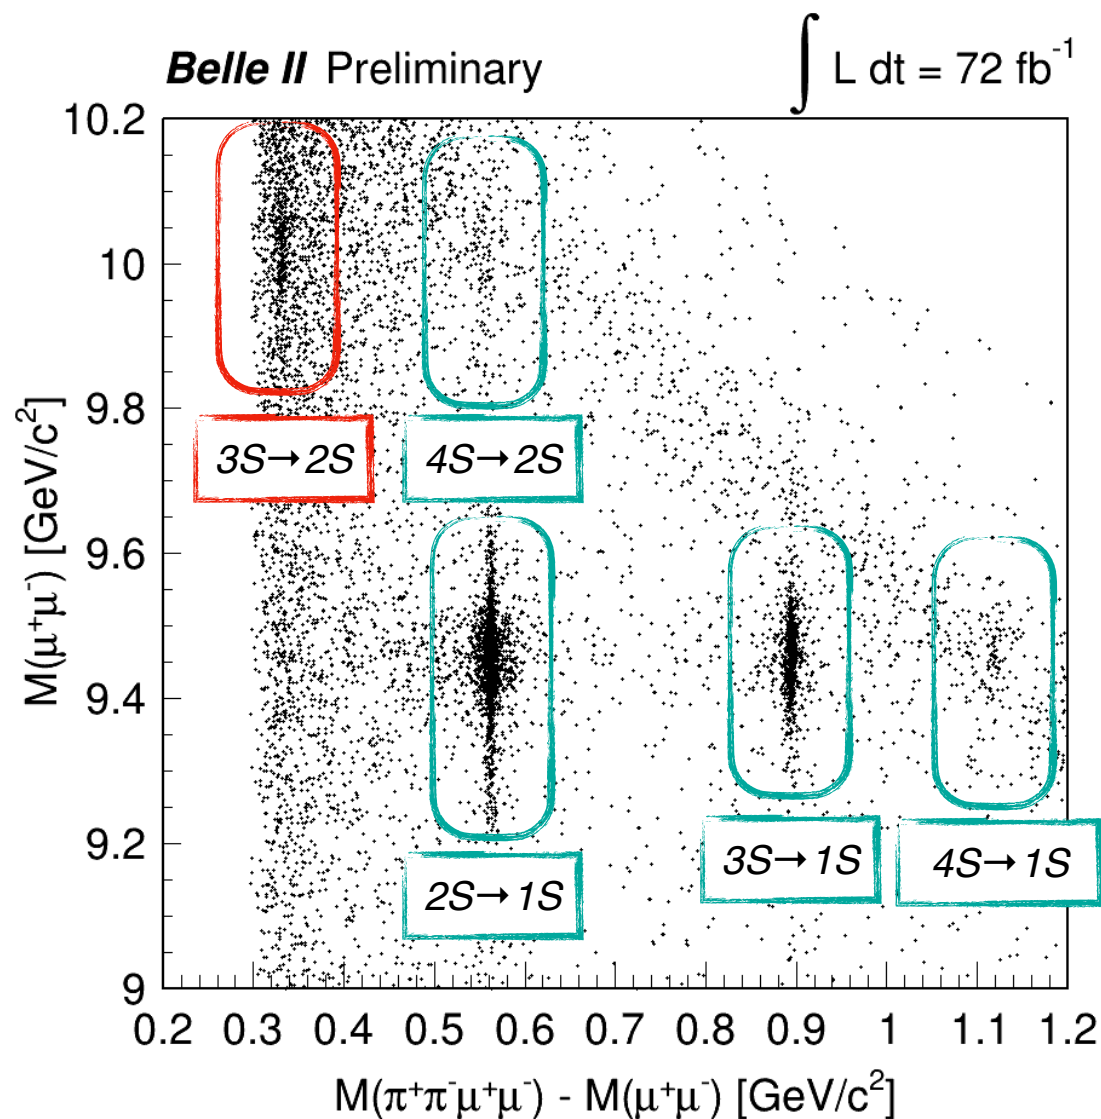 Belle II Preliminary
∫ L dt = 72 fb⁻¹
M(μ⁺μ⁻) [GeV/c²]
10.2
10
9.8
9.6
9.4
9.2
9
3S→2S
4S→2S
2S→1S
3S→1S
4S→1S
0.2 0.3 0.4 0.5 0.6 0.7 0.8 0.9 1 1.1 1.2
M(π⁺π⁻μ⁺μ⁻) - M(μ⁺μ⁻) [GeV/c²]